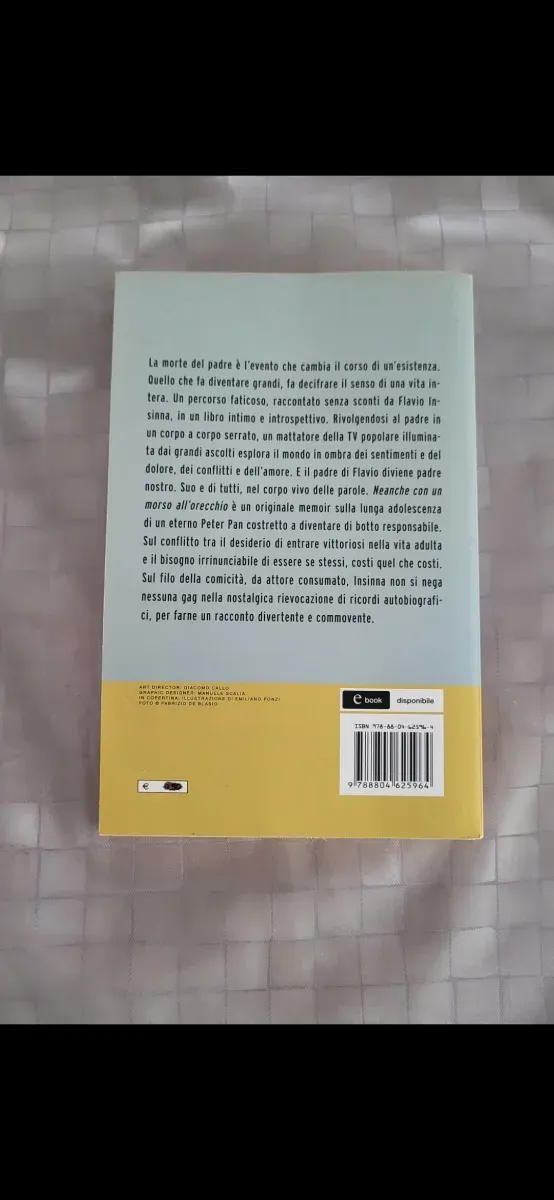 La morte del padre è l'evento che cambia il corso di un'esistenza.
Quello che fa diventare grandi, fa decifrare il senso di una vita in-
tera. Un percorso faticoso, raccontato senza sconti da Flavio In-
sinna, in un libro intimo e introspettivo. Rivolgendosi al padre in
un corpo a corpo serrato, un mattatore della TV popolare illumina-
ta dai grandi ascolti esplora il mondo in ombra dei sentimenti e del
dolore, dei conflitti e dell'amore. E il padre di Flavio diviene padre
nostro. Suo e di tutti, nel corpo vivo delle parole. Neanche con un
morso all'orecchio è un originale memoir sulla lunga adolescenza
di un eterno Peter Pan costretto a diventare di botto responsabile.
Sul conflitto tra il desiderio di entrare vittoriosi nella vita adulta
e il bisogno irrinunciabile di essere se stessi, costi quel che costi.
Sul filo della comicità, da attore consumato, Insinna non si nega
nessuna gag nella nostalgica rievocazione di ricordi autobiografi-
ci, per farne un racconto divertente e commovente.
ART DIRECTOR: GIACOMO CALLO
GRAPHIC DESIGNER: MANUELE SCALIA
IN COPERTINA: ILLUSTRAZIONE DI EMILIANO PONZI
FOTO © FABRIZIO DE BLASIO
e book disponibile
ISBN 978-88-04-62596-4
9 788804 625964
€